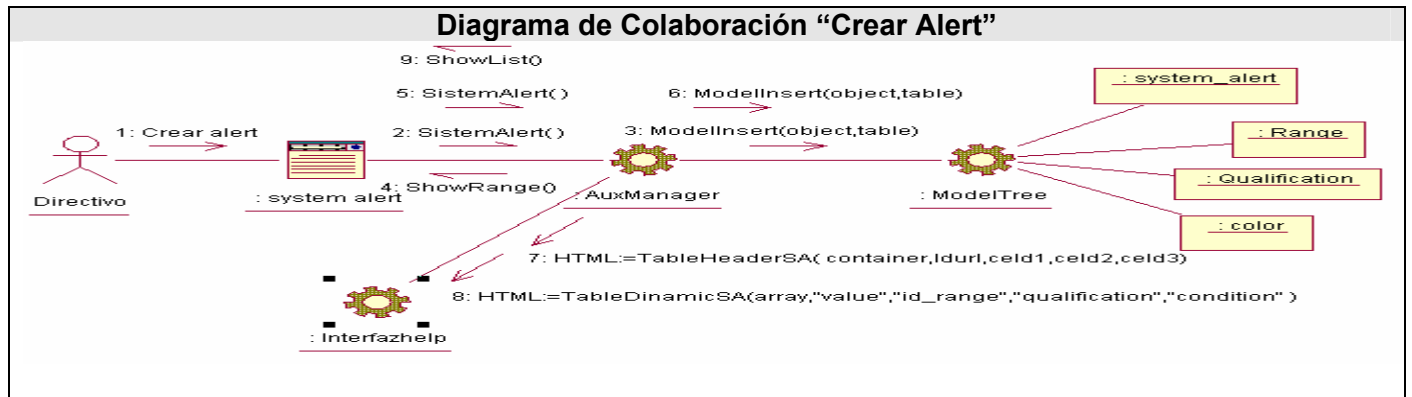 Diagrama de Colaboración “Crear Alert”
9: ShowList()
5: SistemAlert( )
6: ModelInsert(object,table)
: system_alert
1: Crear alert
2: SistemAlert( )
3: ModelInsert(object,table)
: Range
: Qualification
4: ShowRange()
Directivo
: system alert
: AuxManager
: ModelTree
: color
7: HTML:=TableHeaderSA( container,Idurl,celd1,celd2,celd3)
8: HTML:=TableDinamicSA(array,"value","id_range","qualification","condition" )
: Interfazhelp